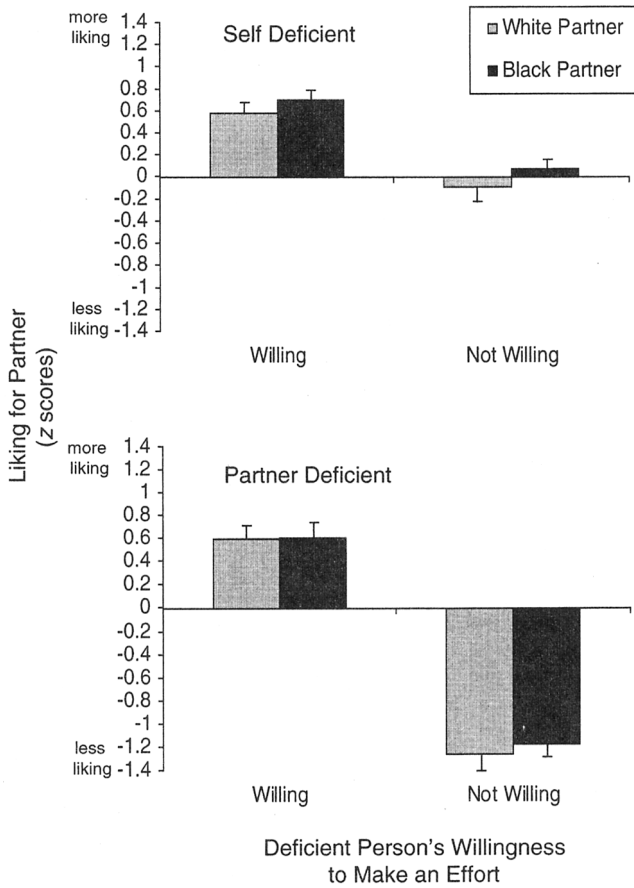 more
liking
1.4
1.2
1
0.8
0.6
0.4
0.2
0
-0.2
-0.4
-0.6
-0.8
-1
-1.2
-1.4
less
liking
Self Deficient
White Partner
Black Partner
Willing
Not Willing
Liking for Partner
(z scores)
more
liking
1.4
1.2
1
0.8
0.6
0.4
0.2
0
-0.2
-0.4
-0.6
-0.8
-1
-1.2
-1.4
less
liking
Partner Deficient
Willing
Not Willing
Deficient Person's Willingness
to Make an Effort